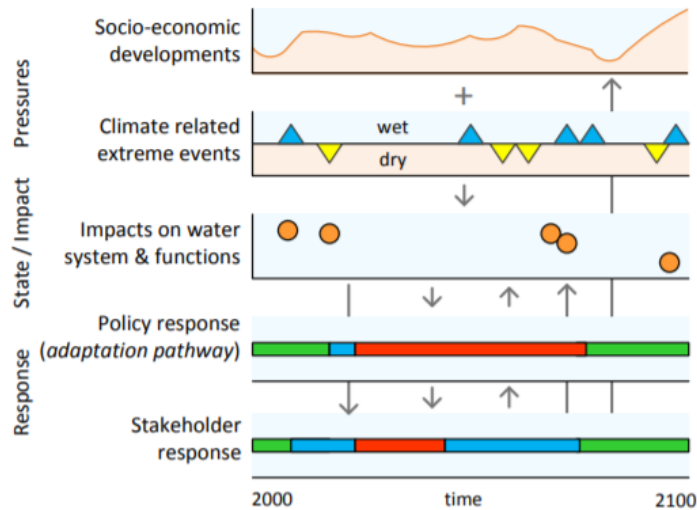 Pressures
Socio-economic
developments
+
Climate related
extreme events
wet
dry
State / Impact
Impacts on water
system & functions
Response
Policy response
(adaptation pathway)
Stakeholder
response
2000 time 2100